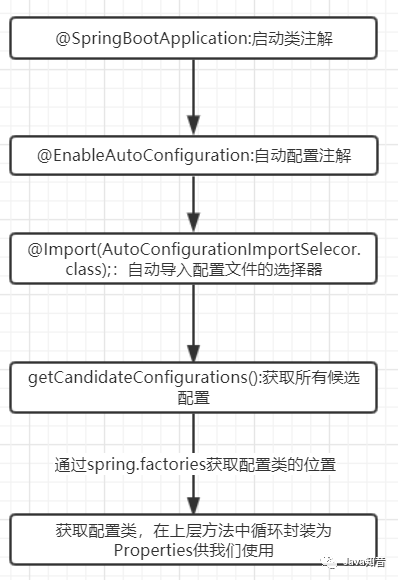 @SpringBootApplication:启动类注解
@EnableAutoConfiguration:自动配置注解
@Import(AutoConfigurationImportSelecor.
class);：自动导入配置文件的选择器
getCandidateConfigurations():获取所有候选
配置
通过spring.factories获取配置类的位置
获取配置类，在上层方法中循环封装为
Properties供我们使用
Java知音